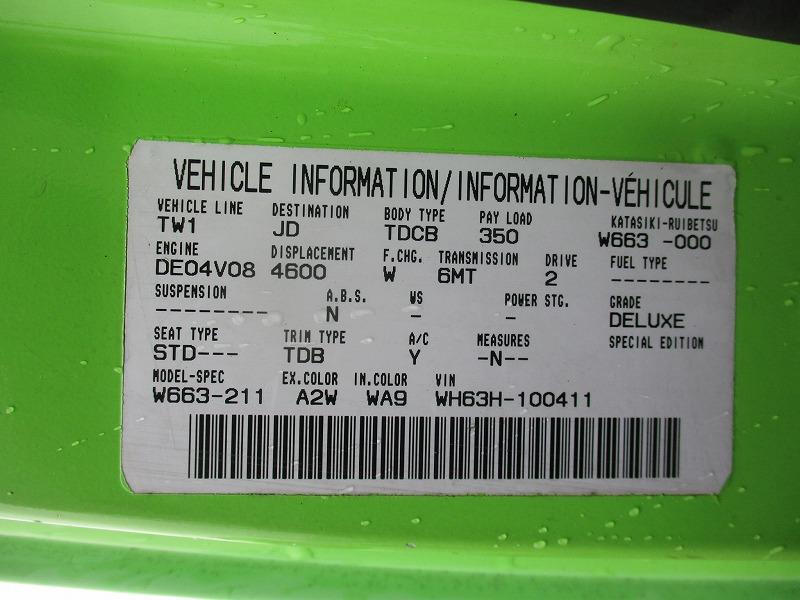 VEHICLE INFORMATION/INFORMATION-VÉHICULE
VEHICLE LINE DESTINATION BODY TYPE PAY LOAD KATASIKI-RUIBETSU
TW1 JD TDCB 350 W663 -000
ENGINE DISPLACEMENT F.CHG. TRANSMISSION DRIVE FUEL TYPE
DE04V08 4600 W 6MT 2 --------
SUSPENSION A.B.S. WS POWER STG. GRADE
--------- N - - DELUXE
SEAT TYPE TRIM TYPE A/C MEASURES SPECIAL EDITION
STD--- TDB Y -N--
MODEL-SPEC EX.COLOR IN.COLOR VIN
W663-211 A2W WA9 WH63H-100411